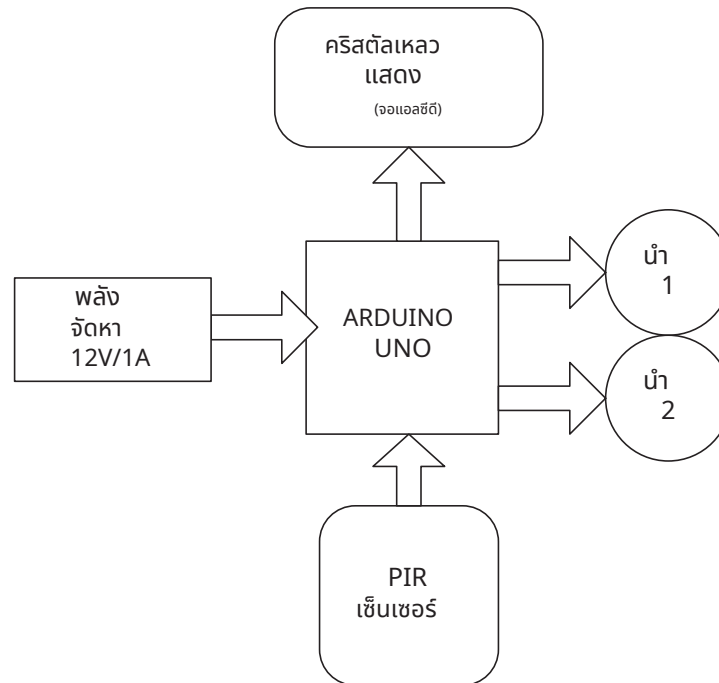 คริสตัลเหลว
แสดง
(จอแอลซีดี)
นำ
1
พลัง
จัดหา
12V/1A
ARDUINO
UNO
นำ
2
PIR
เซ็นเซอร์